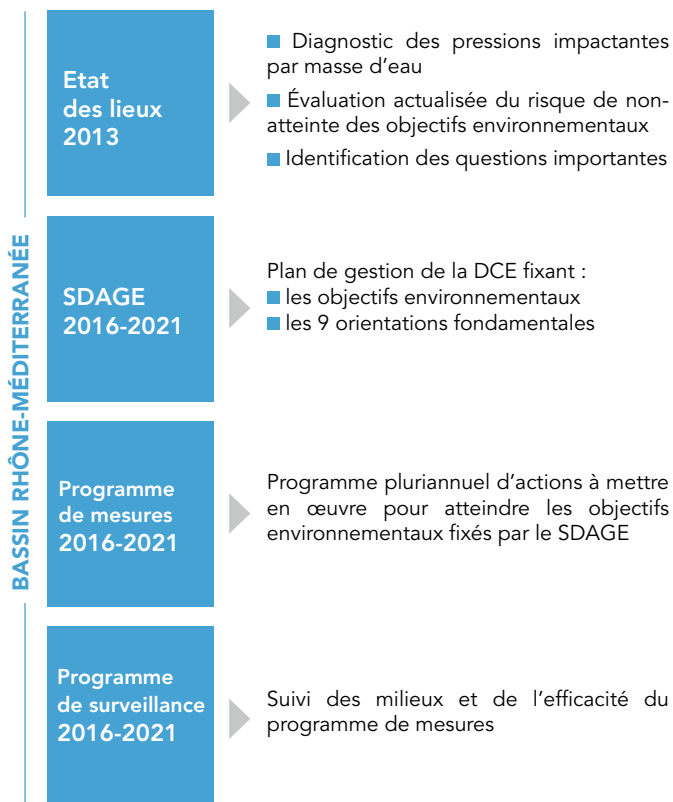 BASSIN RHÔNE-MÉDITERRANÉE
Etat
des lieux
2013
■ Diagnostic des pressions impactantes
par masse d'eau
■ Évaluation actualisée du risque de non-
atteinte des objectifs environnementaux
■ Identification des questions importantes
SDAGE
2016-2021
Plan de gestion de la DCE fixant :
■ les objectifs environnementaux
■ les 9 orientations fondamentales
Programme
de mesures
2016-2021
Programme pluriannuel d'actions à mettre
en œuvre pour atteindre les objectifs
environnementaux fixés par le SDAGE
Programme
de surveillance
2016-2021
Suivi des milieux et de l'efficacité du
programme de mesures